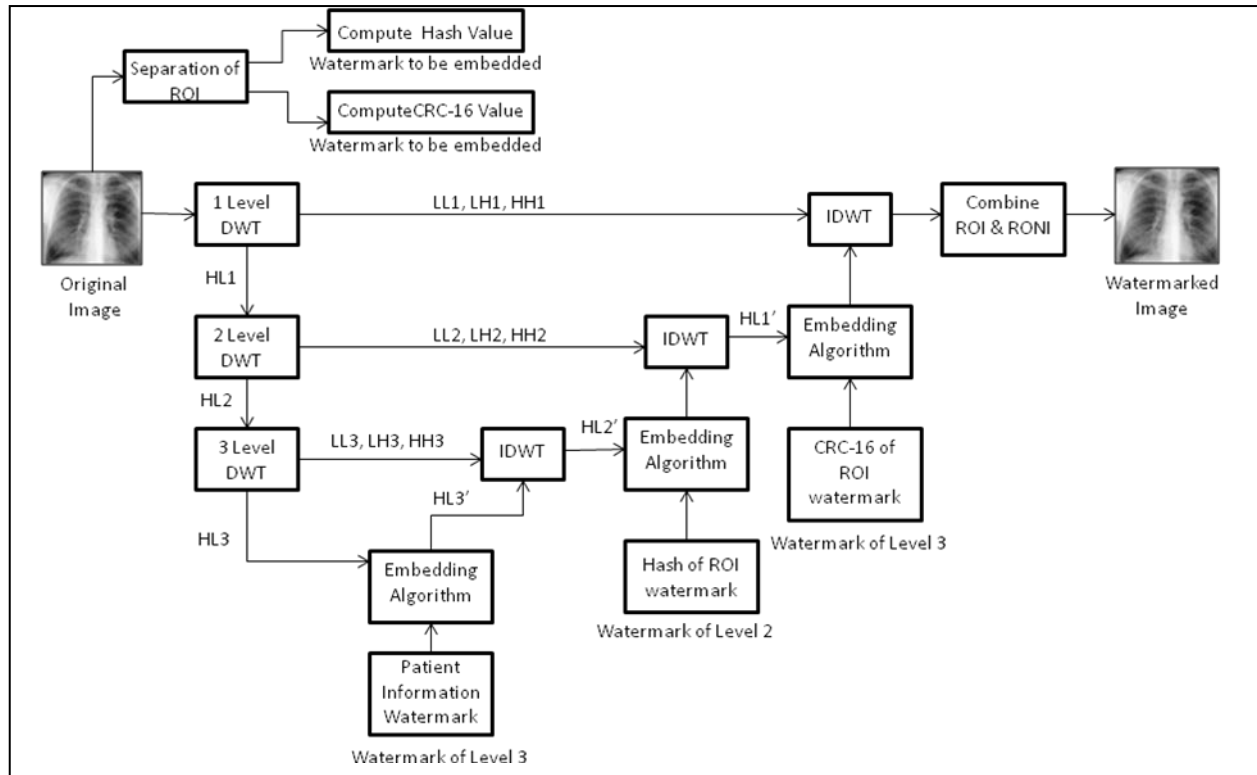 Compute Hash Value
Watermark to be embedded
Separation of
ROI
ComputeCRC-16 Value
Watermark to be embedded
Original
Image
1 Level
DWT
LL1, LH1, HH1
IDWT
Combine
ROI & RONI
Watermarked
Image
HL1
2 Level
DWT
LL2, LH2, HH2
IDWT
HL1′
Embedding
Algorithm
HL2
3 Level
DWT
LL3, LH3, HH3
IDWT
HL2′
Embedding
Algorithm
CRC-16 of
ROI
watermark
Watermark of Level 3
HL3
HL3′
Embedding
Algorithm
Hash of ROI
watermark
Watermark of Level 2
Patient
Information
Watermark
Watermark of Level 3